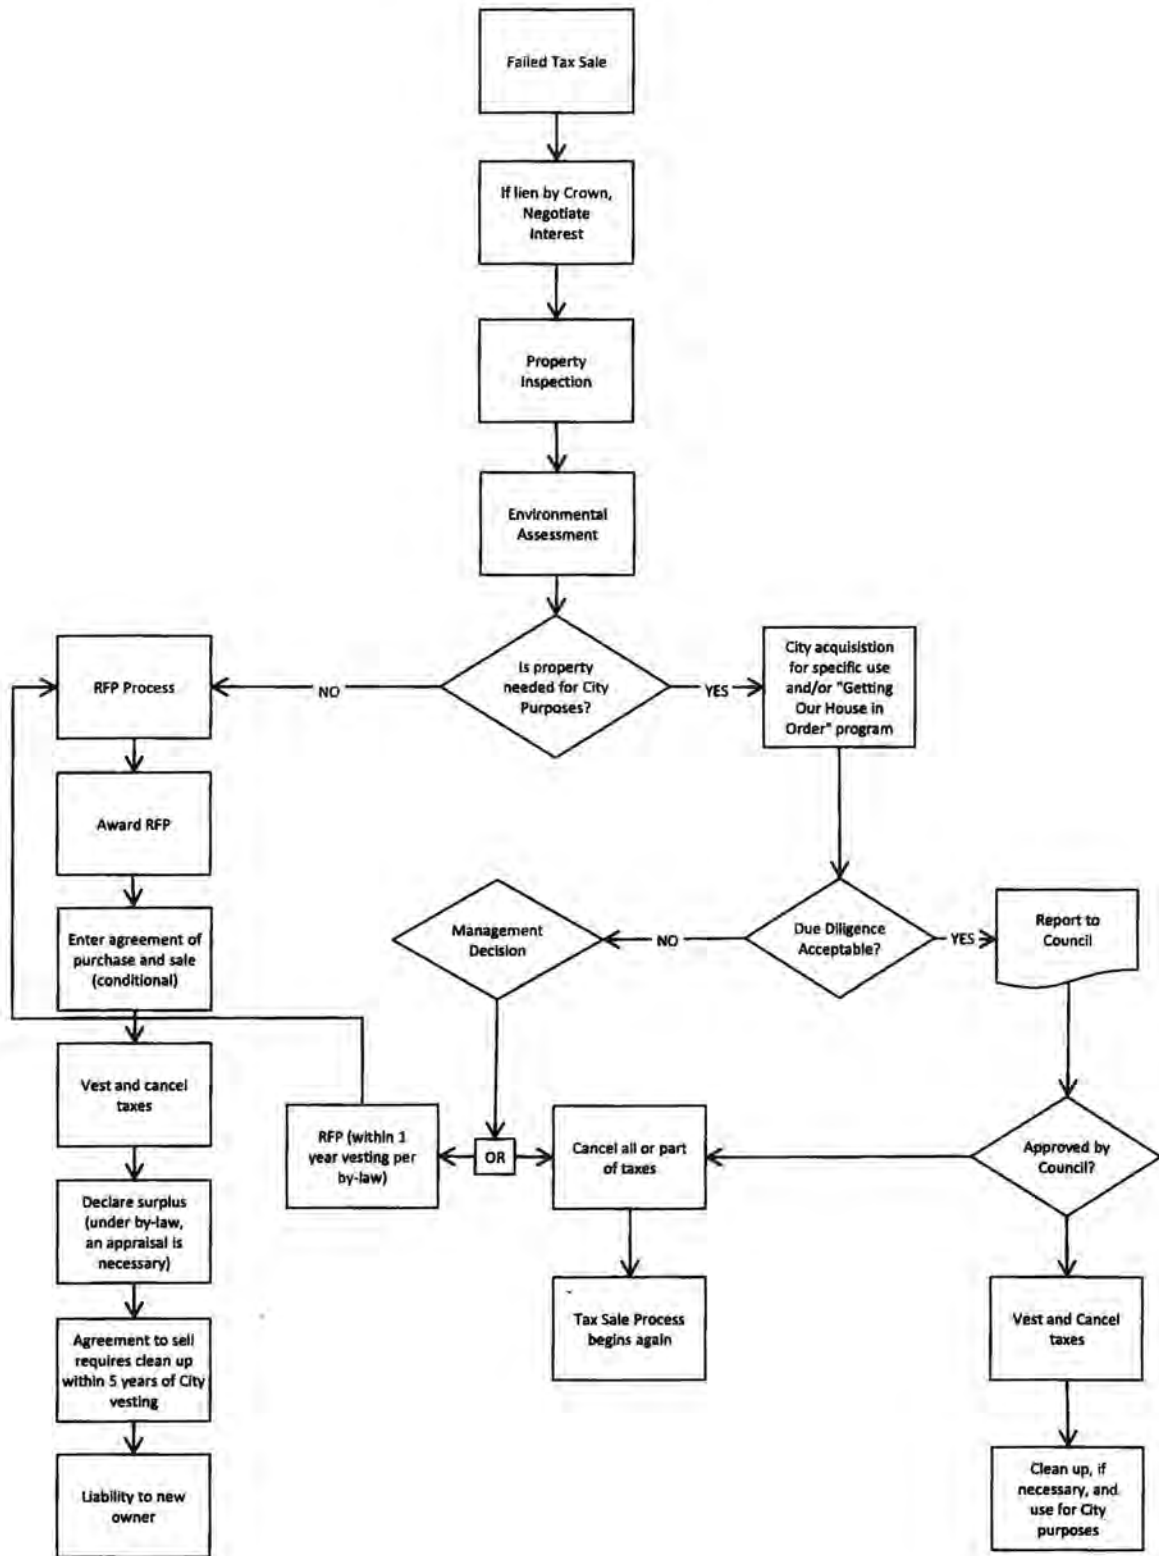 Failed Tax Sale
If lien by Crown,
Negotiate
Interest
Property
Inspection
Environmental
Assessment
Is property
needed for City
Purposes?
NO
YES
RFP Process
City acquisistion
for specific use
and/or "Getting
Our House in
Order" program
Award RFP
Enter agreement of
purchase and sale
(conditional)
Management
Decision
NO
Due Diligence
Acceptable?
YES
Report to
Council
Vest and cancel
taxes
RFP (within 1
year vesting per
by-law)
OR
Cancel all or part
of taxes
Approved by
Council?
Declare surplus
(under by-law,
an appraisal is
necessary)
Tax Sale Process
begins again
Vest and Cancel
taxes
Agreement to sell
requires clean up
within 5 years of City
vesting
Liability to new
owner
Clean up, if
necessary, and
use for City
purposes